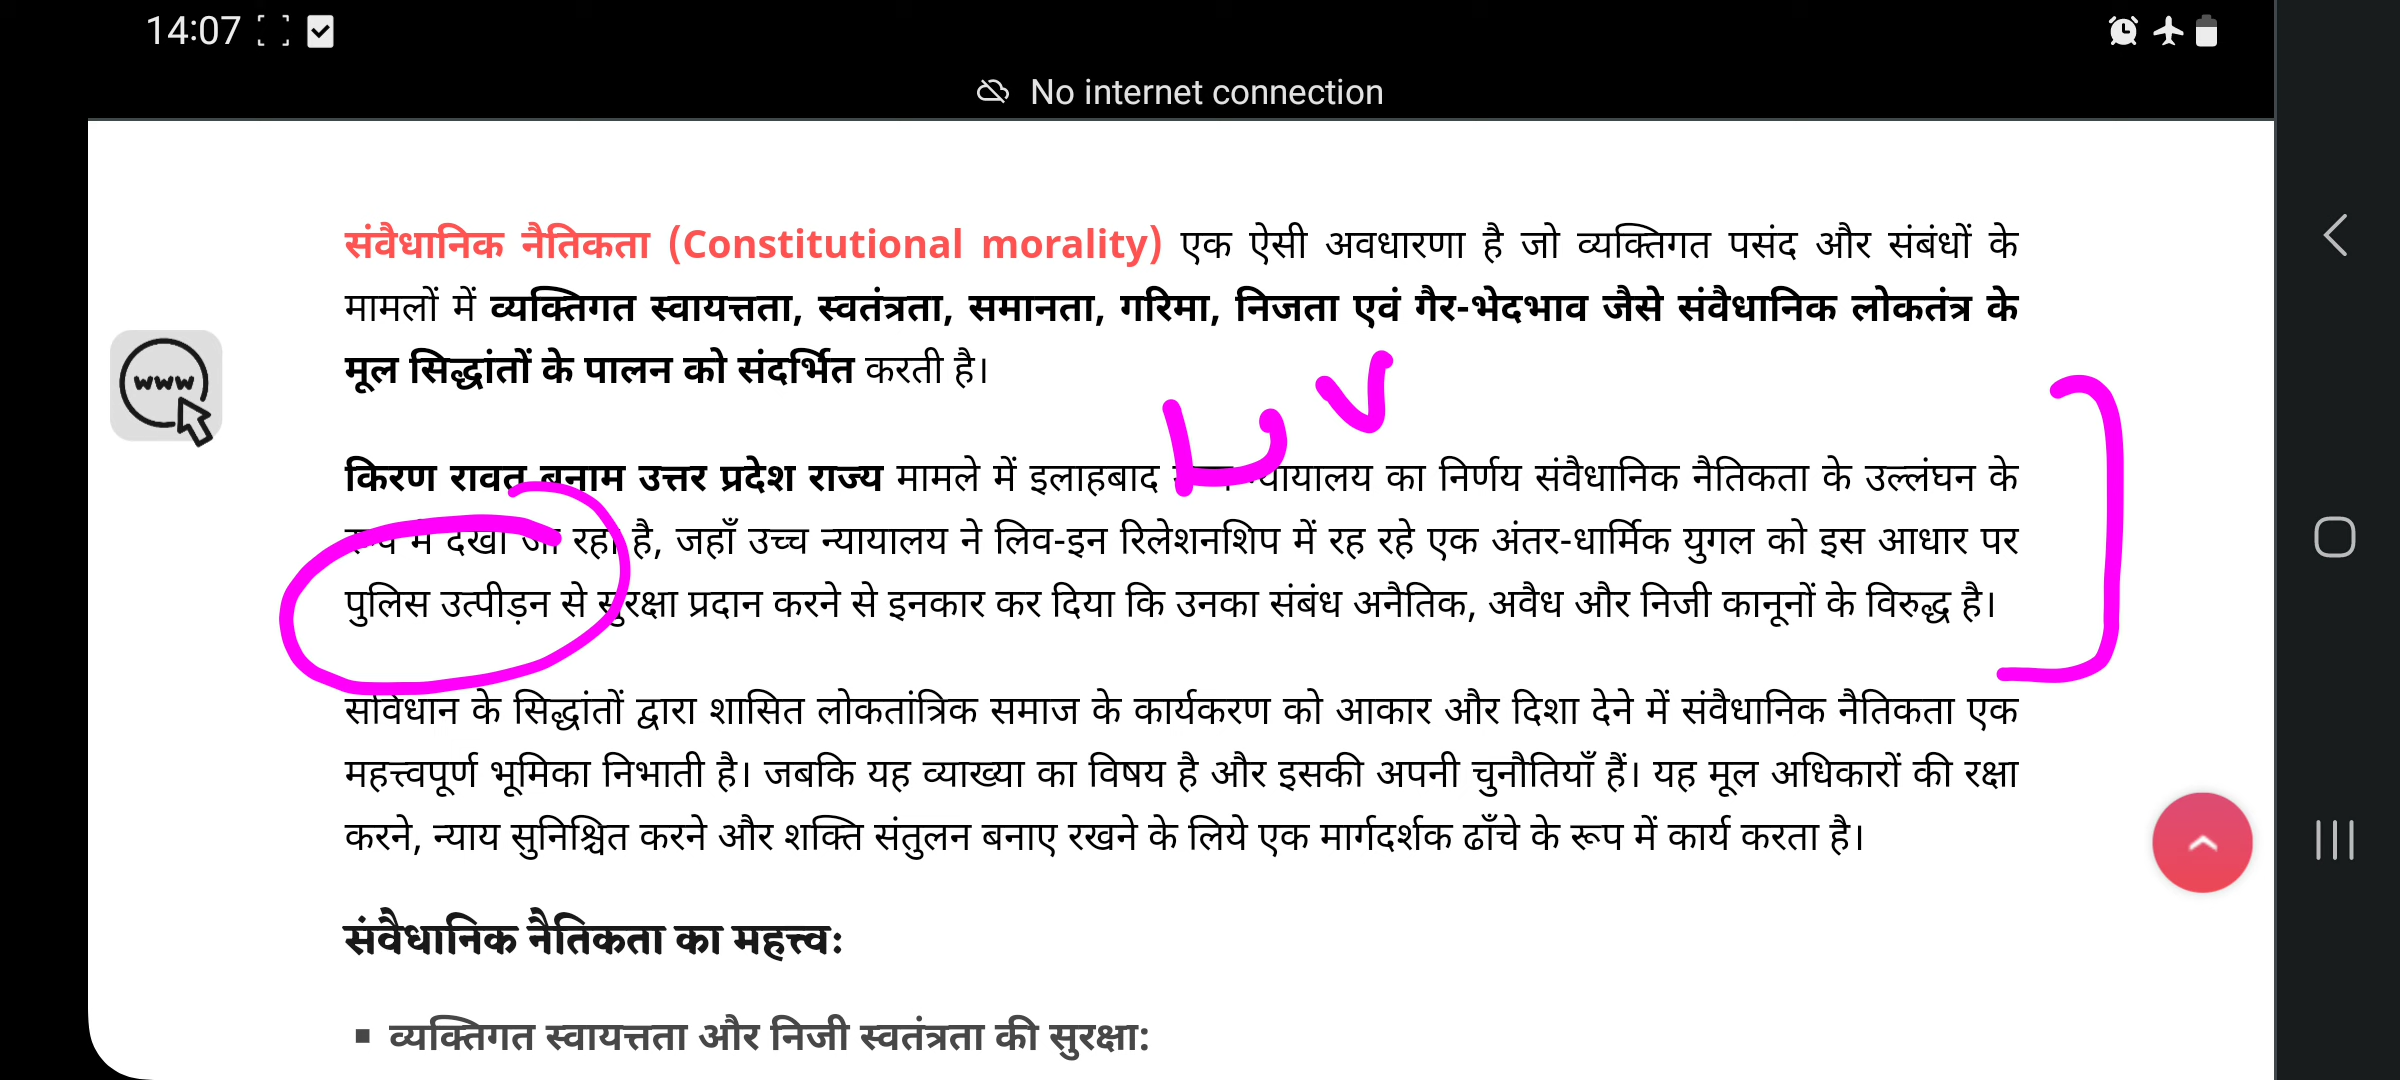 14:07
No internet connection
संवैधानिक नैतिकता (Constitutional morality) एक ऐसी अवधारणा है जो व्यक्तिगत पसंद और संबंधों के
मामलों में व्यक्तिगत स्वायत्तता, स्वतंत्रता, समानता, गरिमा, निजता एवं गैर-भेदभाव जैसे संवैधानिक लोकतंत्र के
मूल सिद्धांतों के पालन को संदर्भित करती है।
www
किरण रावत बनाम उत्तर प्रदेश राज्य मामले में इलाहबाद न्यायालय का निर्णय संवैधानिक नैतिकता के उल्लंघन के
रूप में देखा जा रहा है, जहाँ उच्च न्यायालय ने लिव-इन रिलेशनशिप में रह रहे एक अंतर-धार्मिक युगल को इस आधार पर
पुलिस उत्पीड़न से सुरक्षा प्रदान करने से इनकार कर दिया कि उनका संबंध अनैतिक, अवैध और निजी कानूनों के विरुद्ध है।
संविधान के सिद्धांतों द्वारा शासित लोकतांत्रिक समाज के कार्यकरण को आकार और दिशा देने में संवैधानिक नैतिकता एक
महत्त्वपूर्ण भूमिका निभाती है। जबकि यह व्याख्या का विषय है और इसकी अपनी चुनौतियाँ हैं। यह मूल अधिकारों की रक्षा
करने, न्याय सुनिश्चित करने और शक्ति संतुलन बनाए रखने के लिये एक मार्गदर्शक ढाँचे के रूप में कार्य करता है।
संवैधानिक नैतिकता का महत्त्व:
▪ व्यक्तिगत स्वायत्तता और निजी स्वतंत्रता की सुरक्षा: